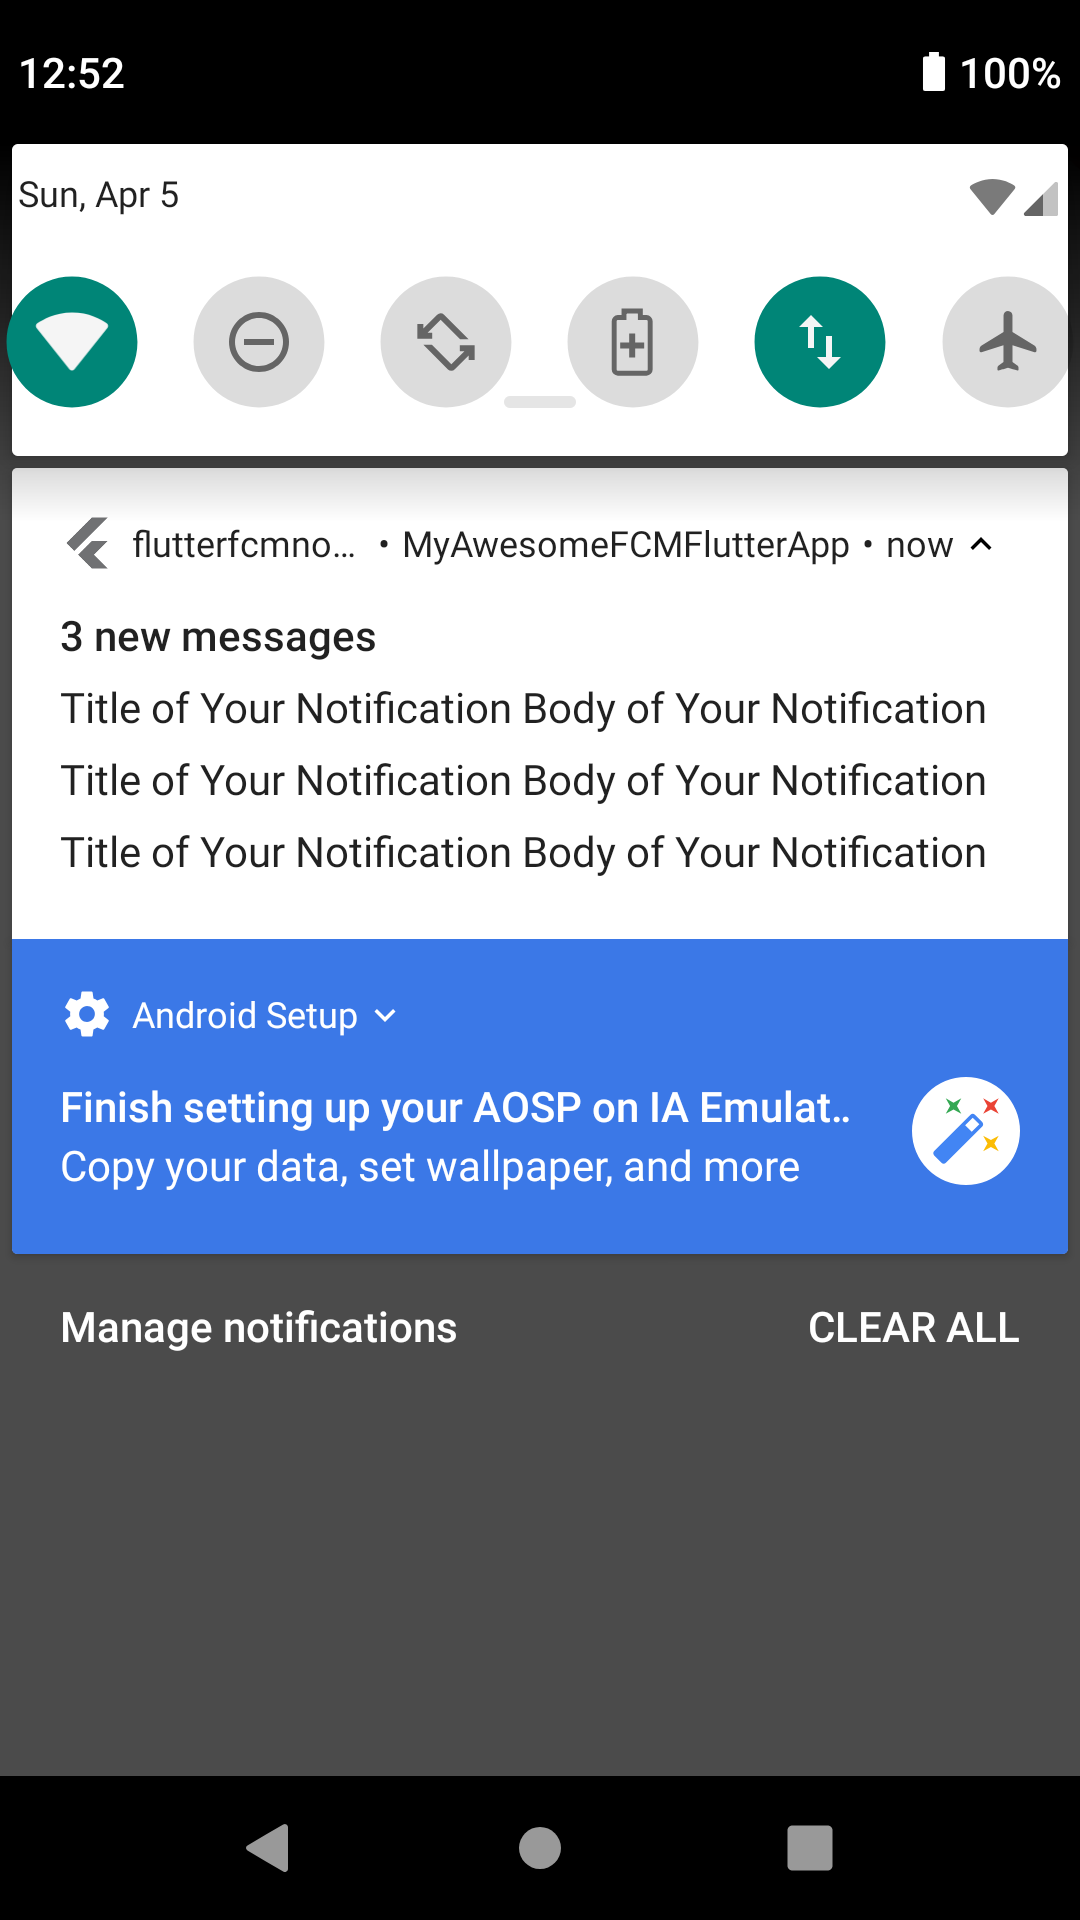 12:52 100%
Sun, Apr 5
flutterfcmno... • MyAwesomeFCMFlutterApp • now
3 new messages
Title of Your Notification Body of Your Notification
Title of Your Notification Body of Your Notification
Title of Your Notification Body of Your Notification
Android Setup
Finish setting up your AOSP on IA Emulat..
Copy your data, set wallpaper, and more
Manage notifications CLEAR ALL